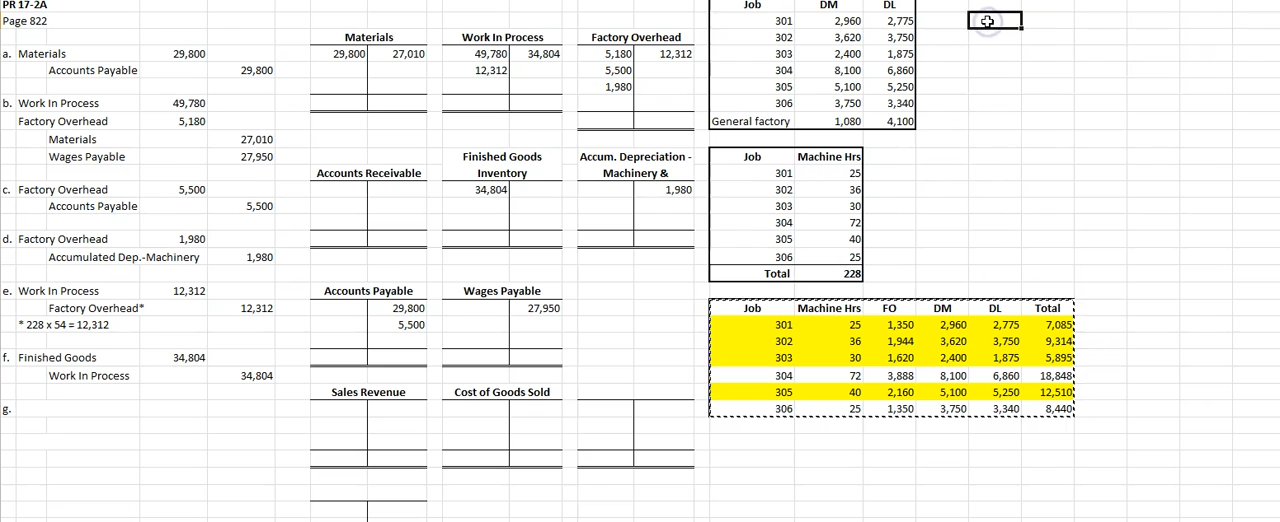 PR 17-2A
Page 822
a. Materials 29,800
Accounts Payable 29,800
b. Work In Process 49,780
Factory Overhead 5,180
Materials 27,010
Wages Payable 27,950
c. Factory Overhead 5,500
Accounts Payable 5,500
d. Factory Overhead 1,980
Accumulated Dep.-Machinery 1,980
e. Work In Process 12,312
Factory Overhead* 12,312
* 228 x 54 = 12,312
f. Finished Goods 34,804
Work In Process 34,804
g.
Materials
29,800 27,010
Work In Process
49,780 34,804
12,312
Factory Overhead
5,180 12,312
5,500
1,980
Accounts Receivable
Finished Goods
Inventory
34,804
Accum. Depreciation -
Machinery &
1,980
Accounts Payable
29,800
5,500
Wages Payable
27,950
Sales Revenue
Cost of Goods Sold
Job DM DL
301 2,960 2,775
302 3,620 3,750
303 2,400 1,875
304 8,100 6,860
305 5,100 5,250
306 3,750 3,340
General factory 1,080 4,100
Job Machine Hrs
301 25
302 36
303 30
304 72
305 40
306 25
Total 228
Job Machine Hrs FO DM DL Total
301 25 1,350 2,960 2,775 7,085
302 36 1,944 3,620 3,750 9,314
303 30 1,620 2,400 1,875 5,895
304 72 3,888 8,100 6,860 18,848
305 40 2,160 5,100 5,250 12,510
306 25 1,350 3,750 3,340 8,440